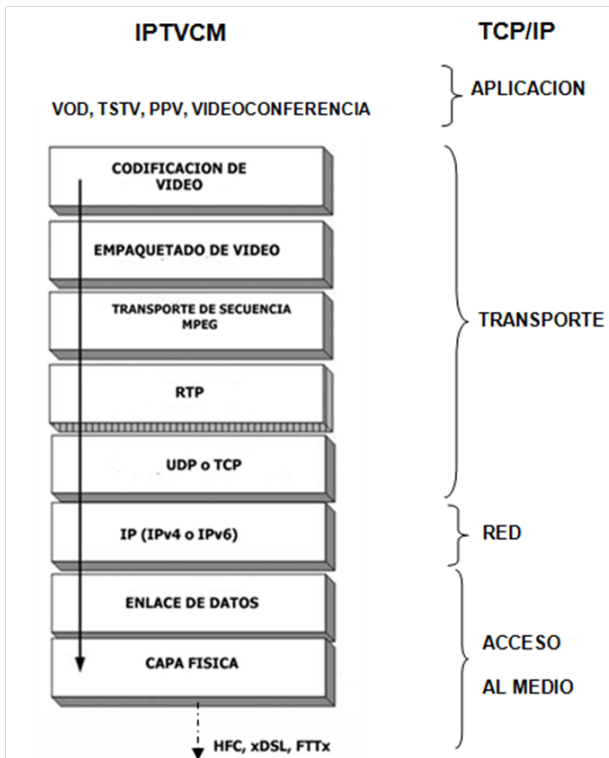 IPTVCM
TCP/IP
VOD, TSTV, PPV, VIDEOCONFERENCIA
APLICACION
CODIFICACION DE
VIDEO
EMPAQUETADO DE VIDEO
TRANSPORTE DE SECUENCIA
MPEG
TRANSPORTE
RTP
UDP o TCP
IP (IPv4 o IPv6)
RED
ENLACE DE DATOS
CAPA FISICA
ACCESO
AL MEDIO
HFC, xDSL, FTTx